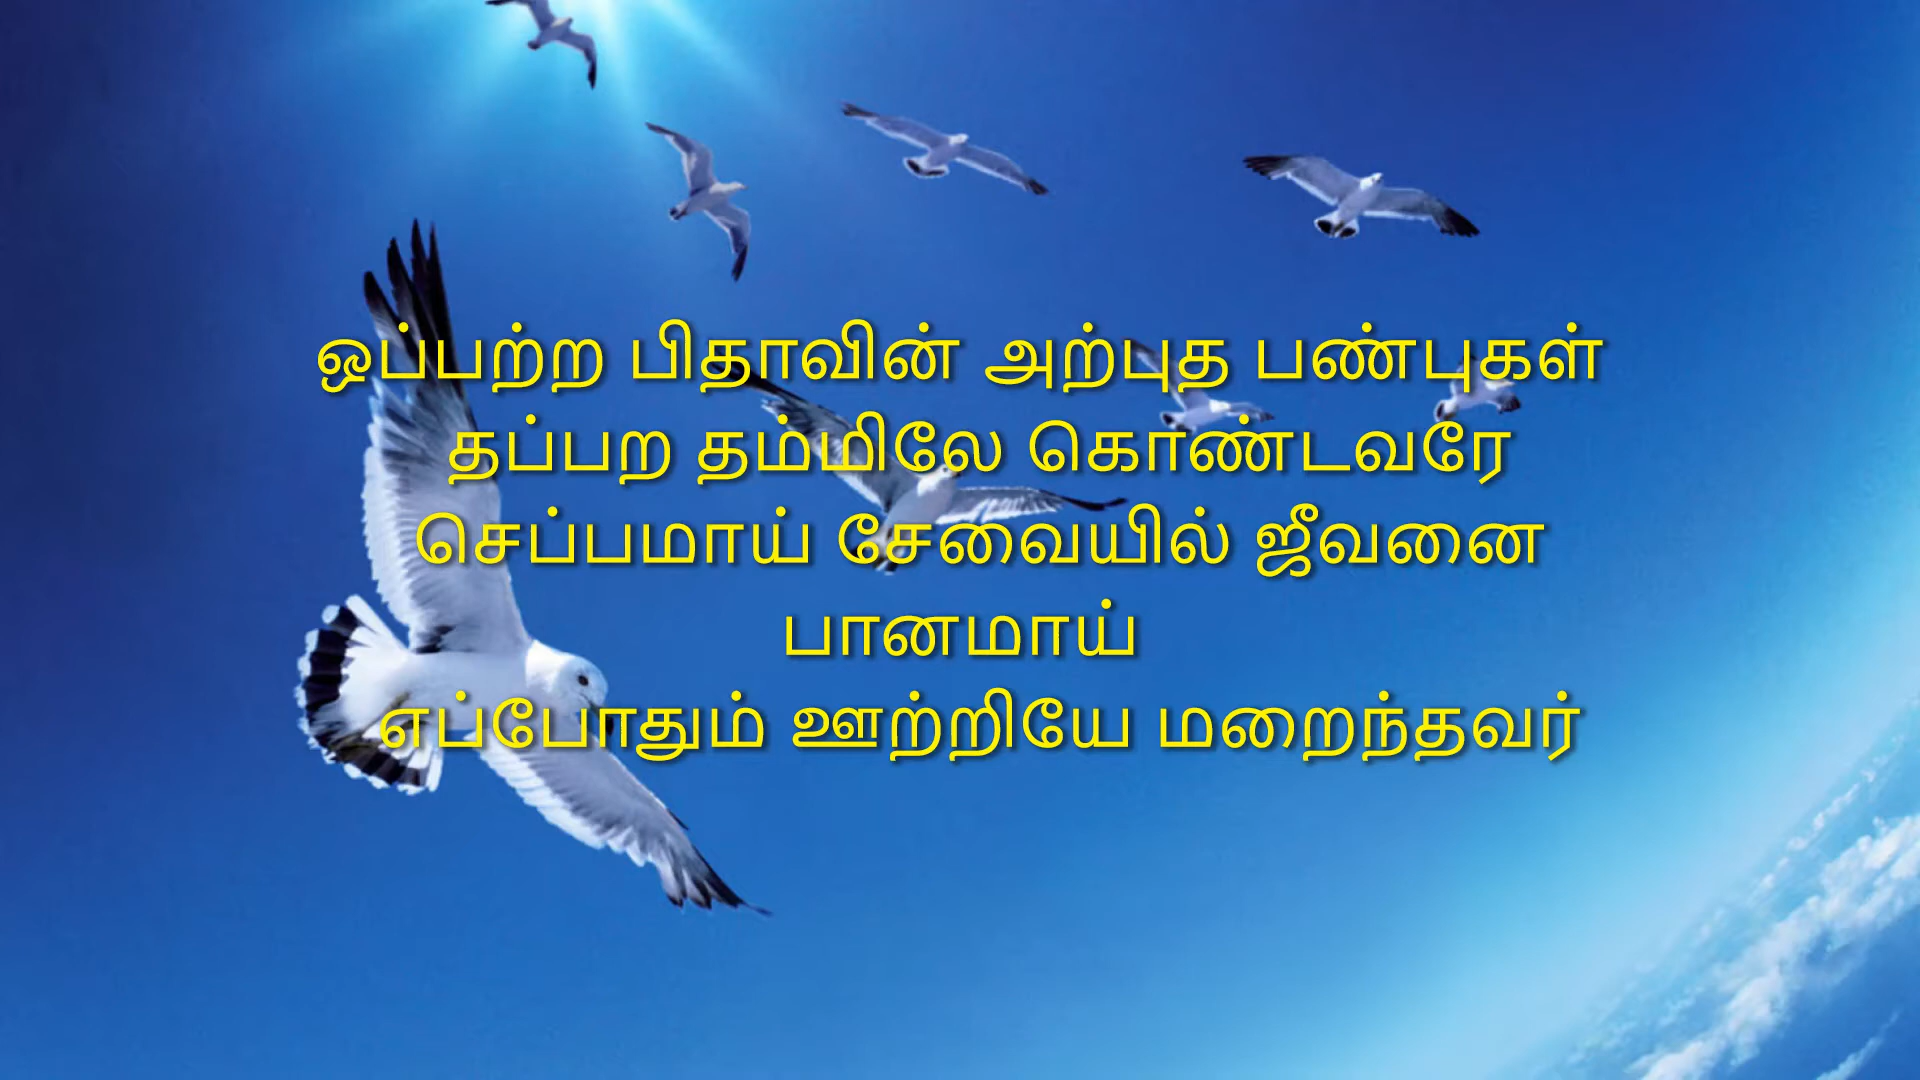 ஒப்பற்ற பிதாவின் அற்புத பண்புகள்
தப்பற தம்மிலே கொண்டவரே
செப்பமாய் சேவையில் ஜீவனை
பானமாய்
எப்போதும் ஊற்றியே மறைந்தவர்